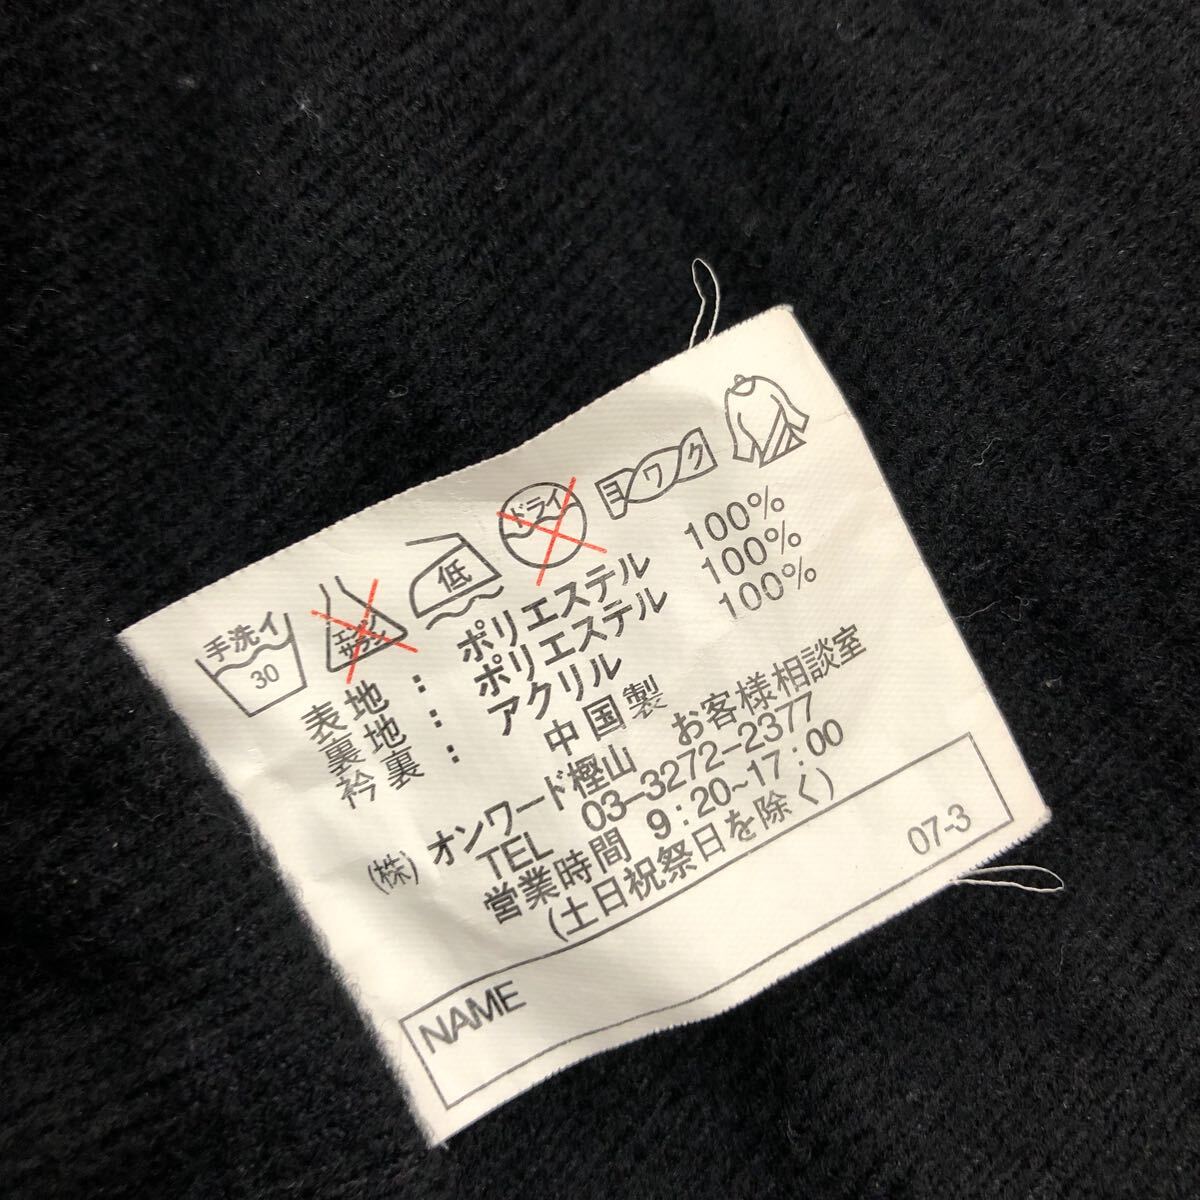 手洗イ 30 エンソ サラシ 低 ドライ ヨワク
表地 : ポリエステル 100%
裏地 : ポリエステル 100%
衿裏 : アクリル 100%
中国製
(株)オンワード樫山 お客様相談室
TEL 03-3272-2377
営業時間 9:20~17:00
(土日祝祭日を除く)
07-3
NAME